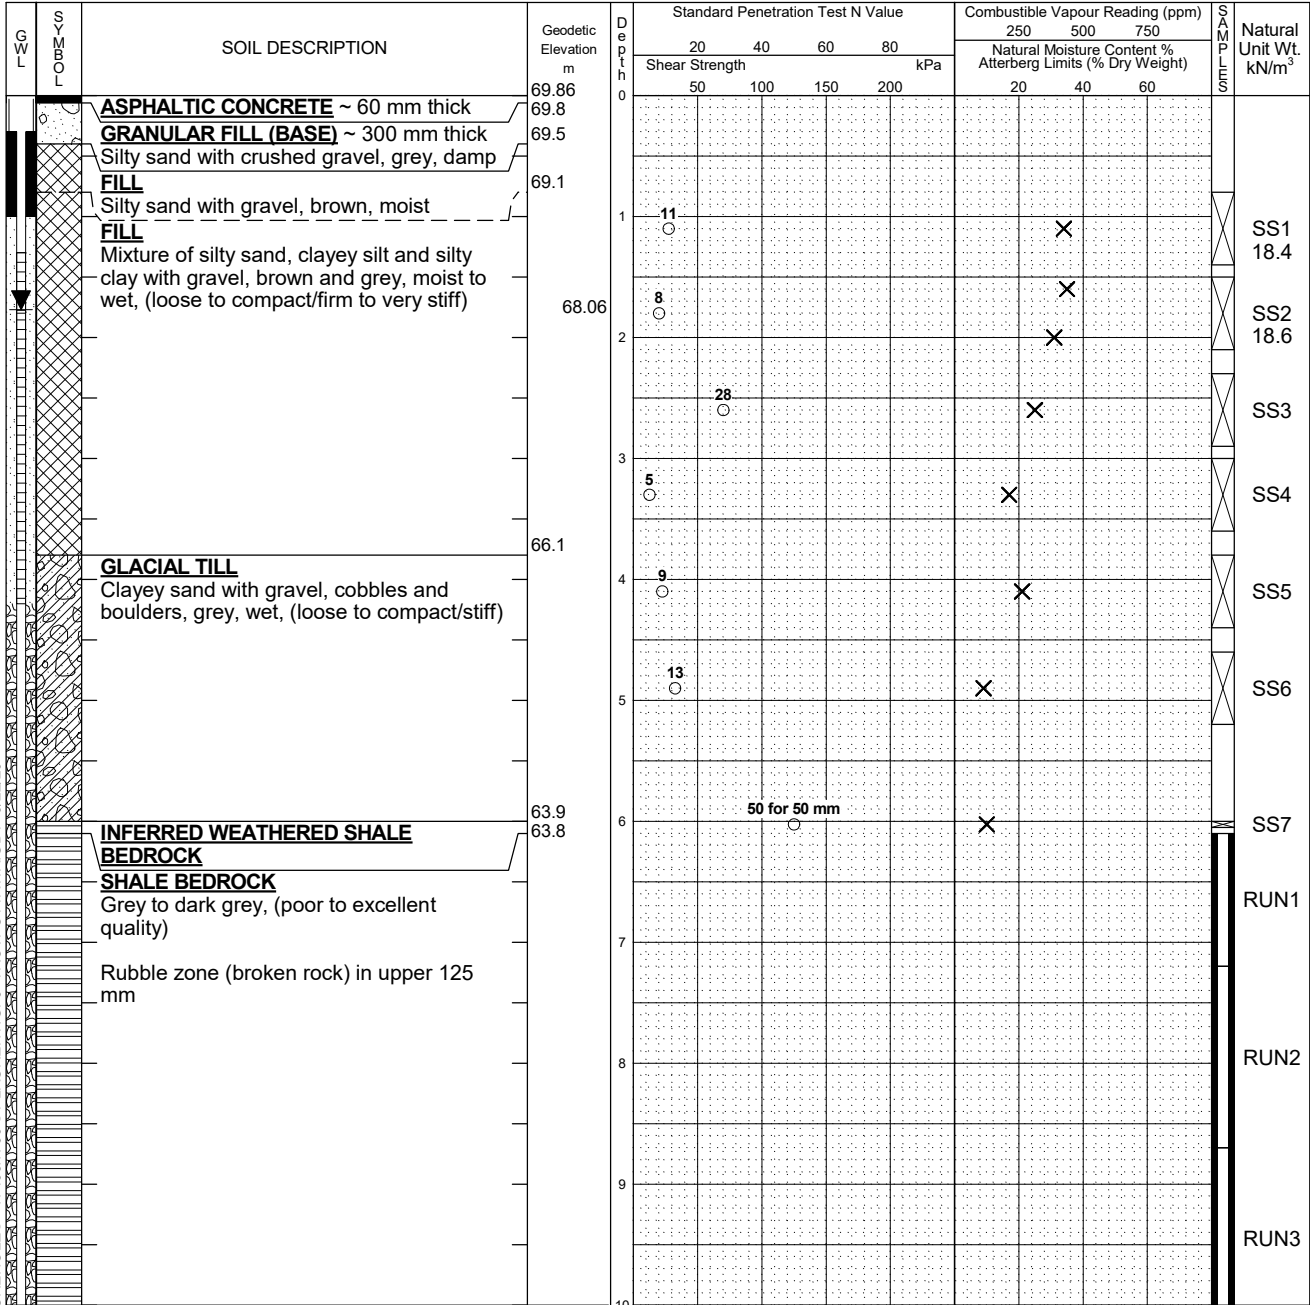 GWL
SYMBOL
SOIL DESCRIPTION
Geodetic
Elevation
m
Depth
Standard Penetration Test N Value
20 40 60 80
Shear Strength kPa
50 100 150 200
Combustible Vapour Reading (ppm)
250 500 750
Natural Moisture Content %
Atterberg Limits (% Dry Weight)
20 40 60
SAMPLES
Natural
Unit Wt.
kN/m³
69.86
0
ASPHALTIC CONCRETE ~ 60 mm thick
69.8
GRANULAR FILL (BASE) ~ 300 mm thick
69.5
Silty sand with crushed gravel, grey, damp
FILL
69.1
Silty sand with gravel, brown, moist
FILL
Mixture of silty sand, clayey silt and silty
clay with gravel, brown and grey, moist to
wet, (loose to compact/firm to very stiff)
68.06
1
11
SS1
18.4
8
SS2
18.6
2
28
SS3
3
5
SS4
66.1
GLACIAL TILL
Clayey sand with gravel, cobbles and
boulders, grey, wet, (loose to compact/stiff)
4
9
SS5
13
SS6
5
63.9
50 for 50 mm
6
SS7
INFERRED WEATHERED SHALE
BEDROCK
63.8
SHALE BEDROCK
Grey to dark grey, (poor to excellent
quality)
Rubble zone (broken rock) in upper 125
mm
RUN1
7
RUN2
8
9
RUN3
10